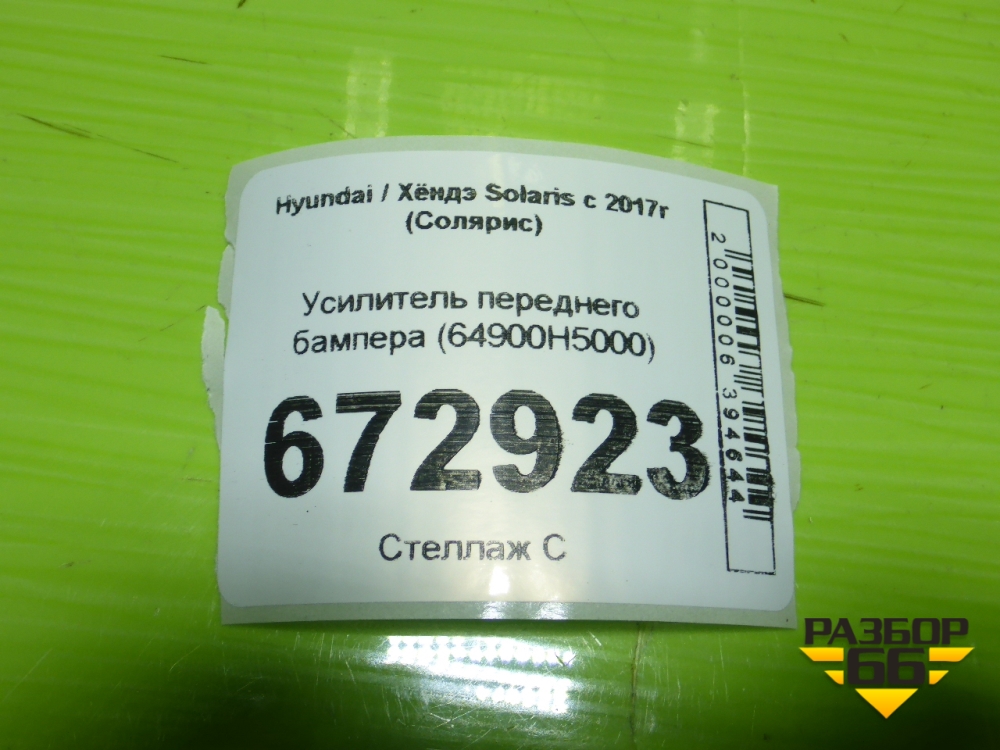 Hyundai / Хёндэ Solaris с 2017г
(Солярис)
Усилитель переднего
бампера (64900H5000)
672923
Стеллаж С
2000006394644
РАЗБОР
66